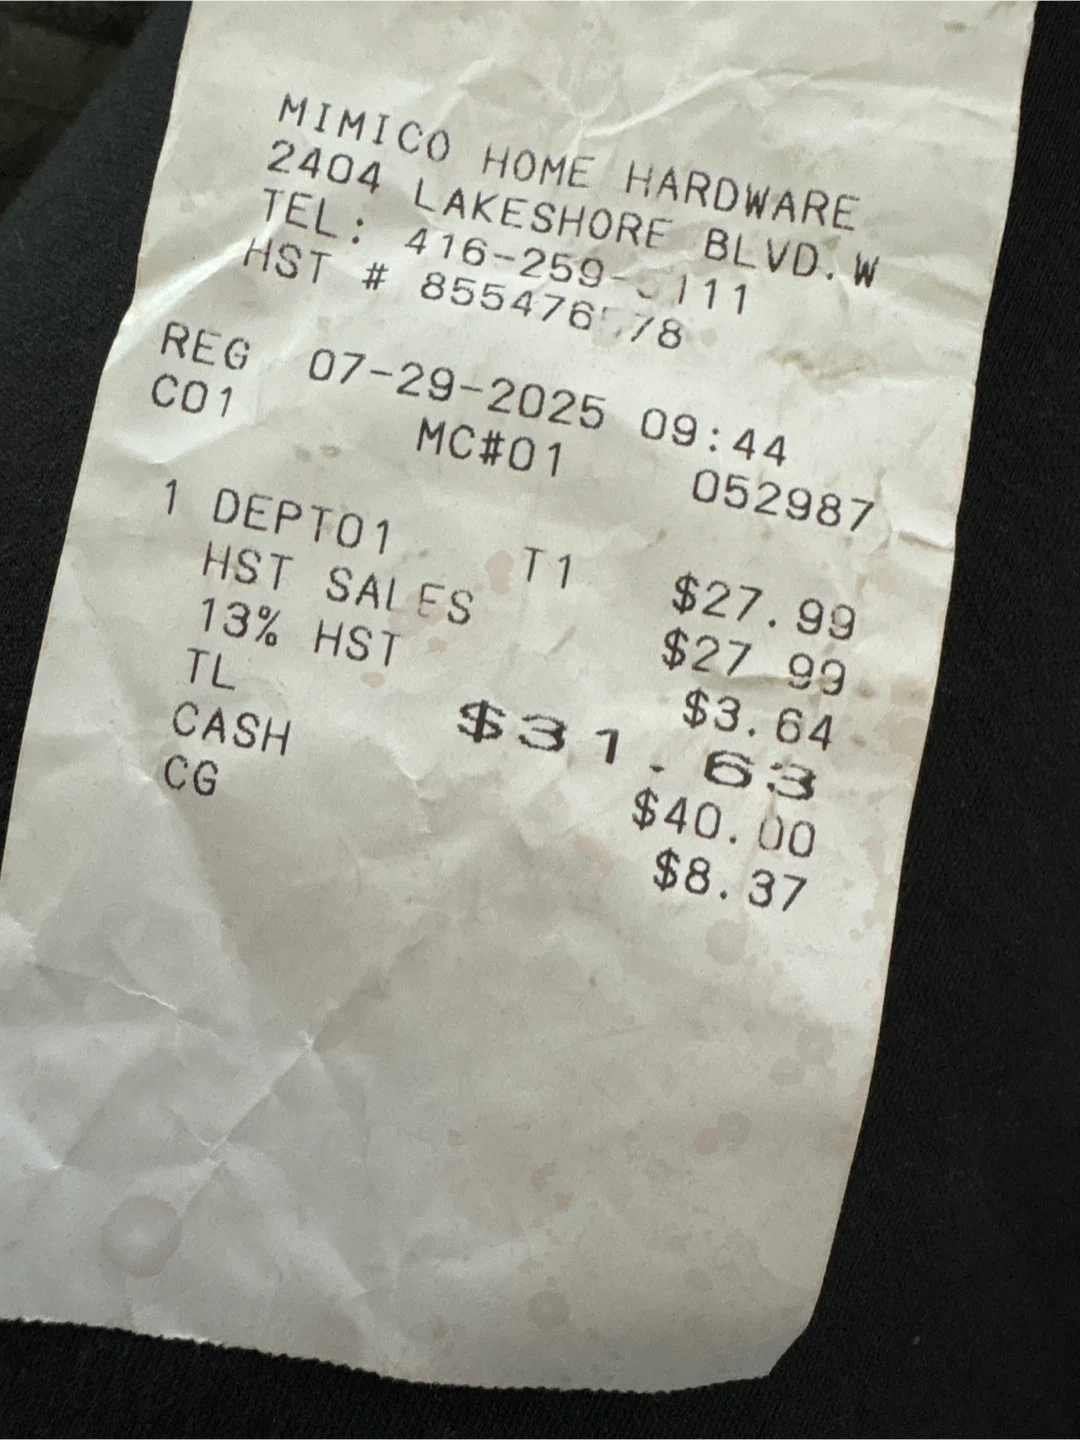 MIMICO HOME HARDWARE
2404 LAKESHORE BLVD.W
TEL:
HST #
REG 07-29-2025 09:44
C01 MC#01 052987
1 DEPT01 T1 $27.99
HST SALES $27 99
13% HST $3.64
TL $31.63
CASH $40.00
CG $8.37